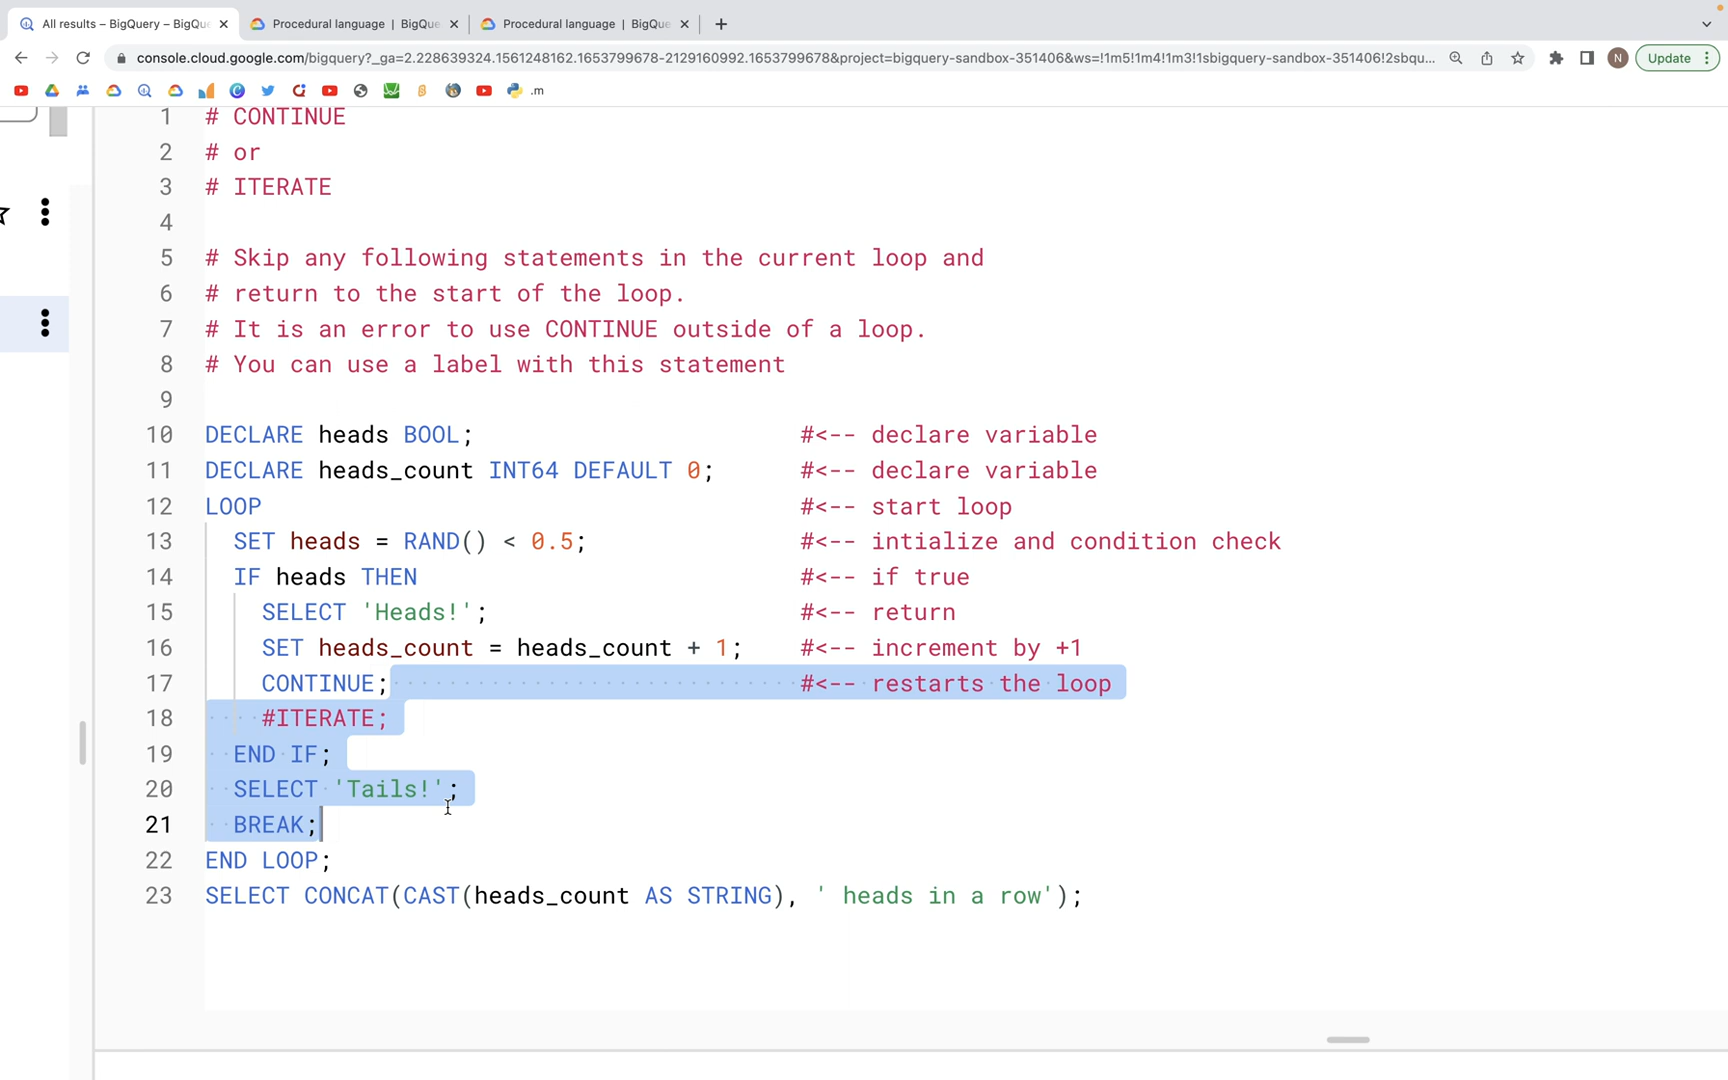 All results – BigQuery – BigQu
Procedural language | BigQue
Procedural language | BigQue
console.cloud.google.com/bigquery?_ga=2.228639324.1561248162.1653799678-2129160992.1653799678&project=bigquery-sandbox-351406&ws=!1m5!1m4!1m3!1sbigquery-sandbox-351406!2sbqu...
N
Update
.m
1 # CONTINUE
2 # or
3 # ITERATE
4
5 # Skip any following statements in the current loop and
6 # return to the start of the loop.
7 # It is an error to use CONTINUE outside of a loop.
8 # You can use a label with this statement
9
10 DECLARE heads BOOL; #<-- declare variable
11 DECLARE heads_count INT64 DEFAULT 0; #<-- declare variable
12 LOOP #<-- start loop
13 SET heads = RAND() < 0.5; #<-- intialize and condition check
14 IF heads THEN #<-- if true
15 SELECT 'Heads!'; #<-- return
16 SET heads_count = heads_count + 1; #<-- increment by +1
17 CONTINUE; #<-- restarts the loop
18 #ITERATE;
19 END IF;
20 SELECT 'Tails!';
21 BREAK;
22 END LOOP;
23 SELECT CONCAT(CAST(heads_count AS STRING), ' heads in a row');